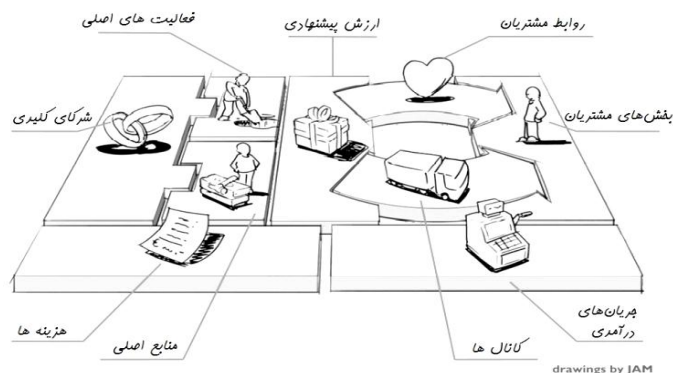 فعالیت های اصلی
ارزش پیشنهادی
روابط مشتریان
شرکای کلیدی
بخش‌های مشتریان
هزینه ها
منابع اصلی
کانال ها
جریان‌های
درآمدی
drawings by JAM